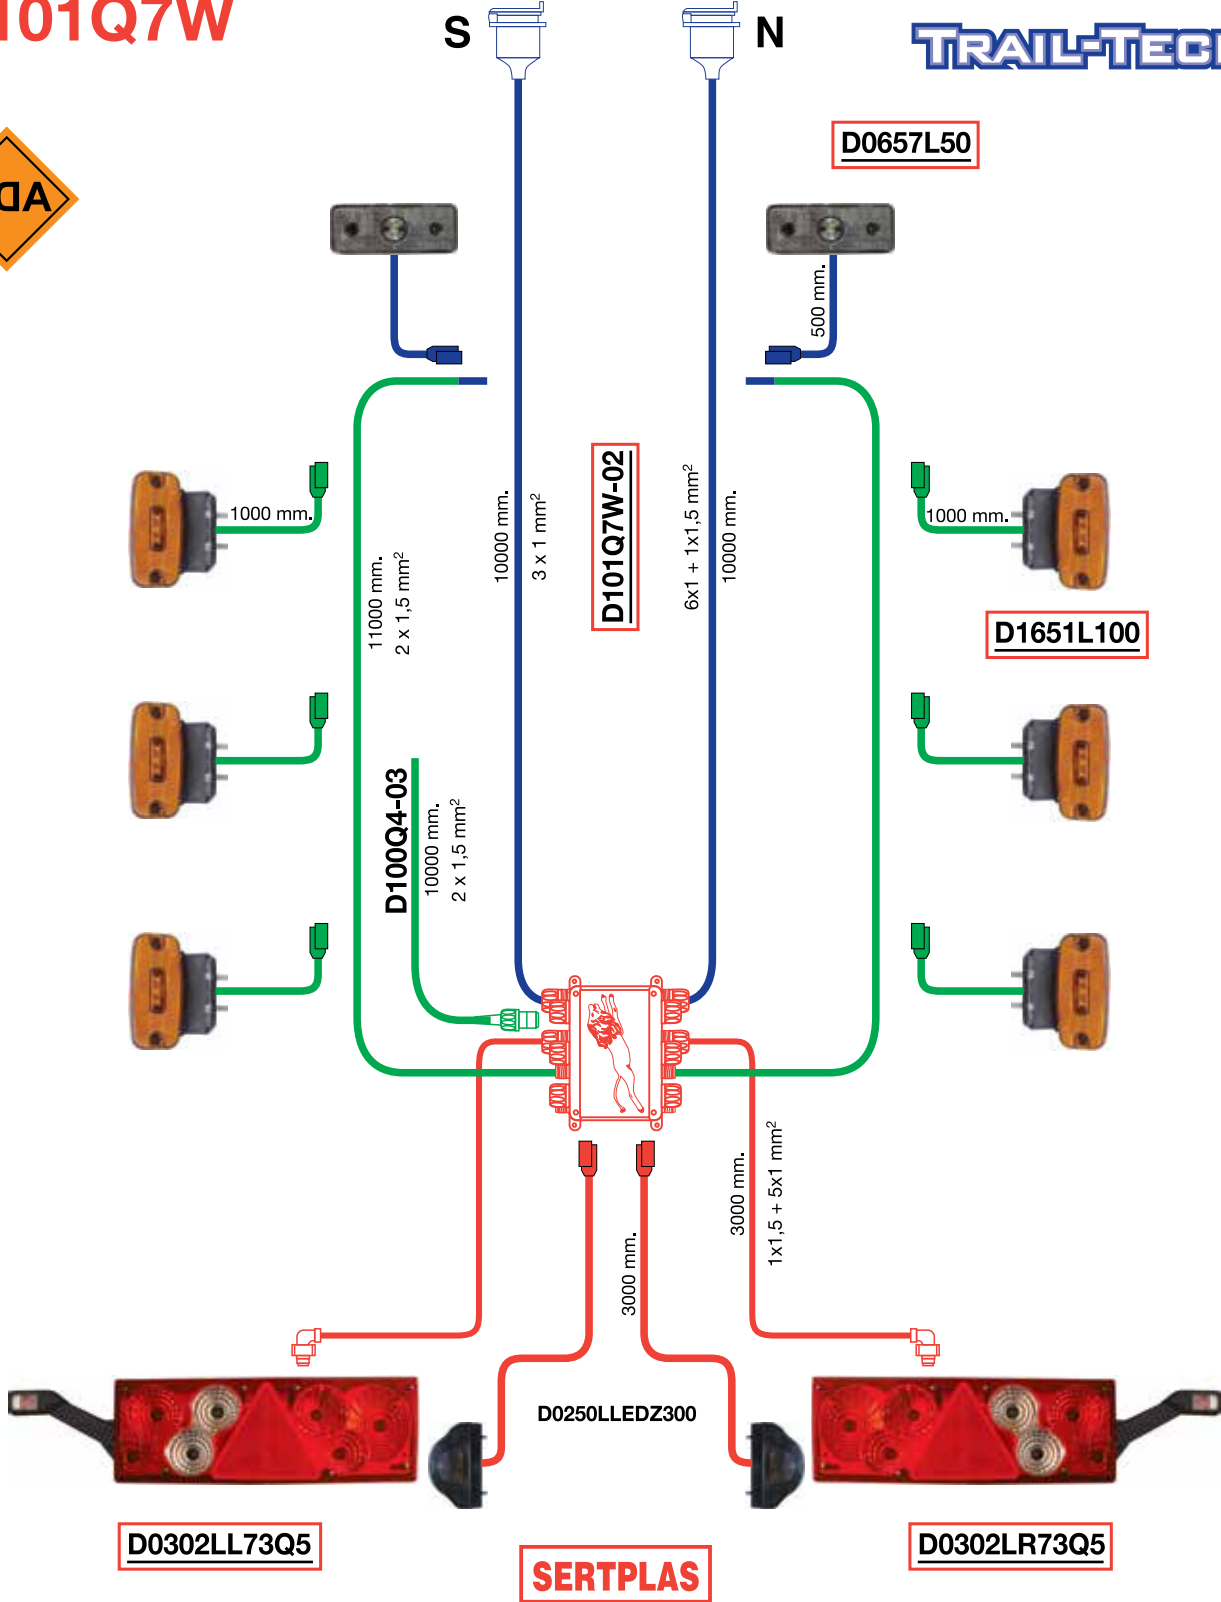 101Q7W
S
N
TRAIL-TEC
D0657L50
500 mm.
1000 mm.
11000 mm.
2 x 1,5 mm²
10000 mm.
3 x 1 mm²
D101Q7W-02
6x1 + 1x1,5 mm²
10000 mm.
1000 mm.
D1651L100
D100Q4-03
10000 mm.
2 x 1,5 mm²
3000 mm.
3000 mm.
1x1,5 + 5x1 mm²
D0250LLEDZ300
D0302LL73Q5
D0302LR73Q5
SERTPLAS